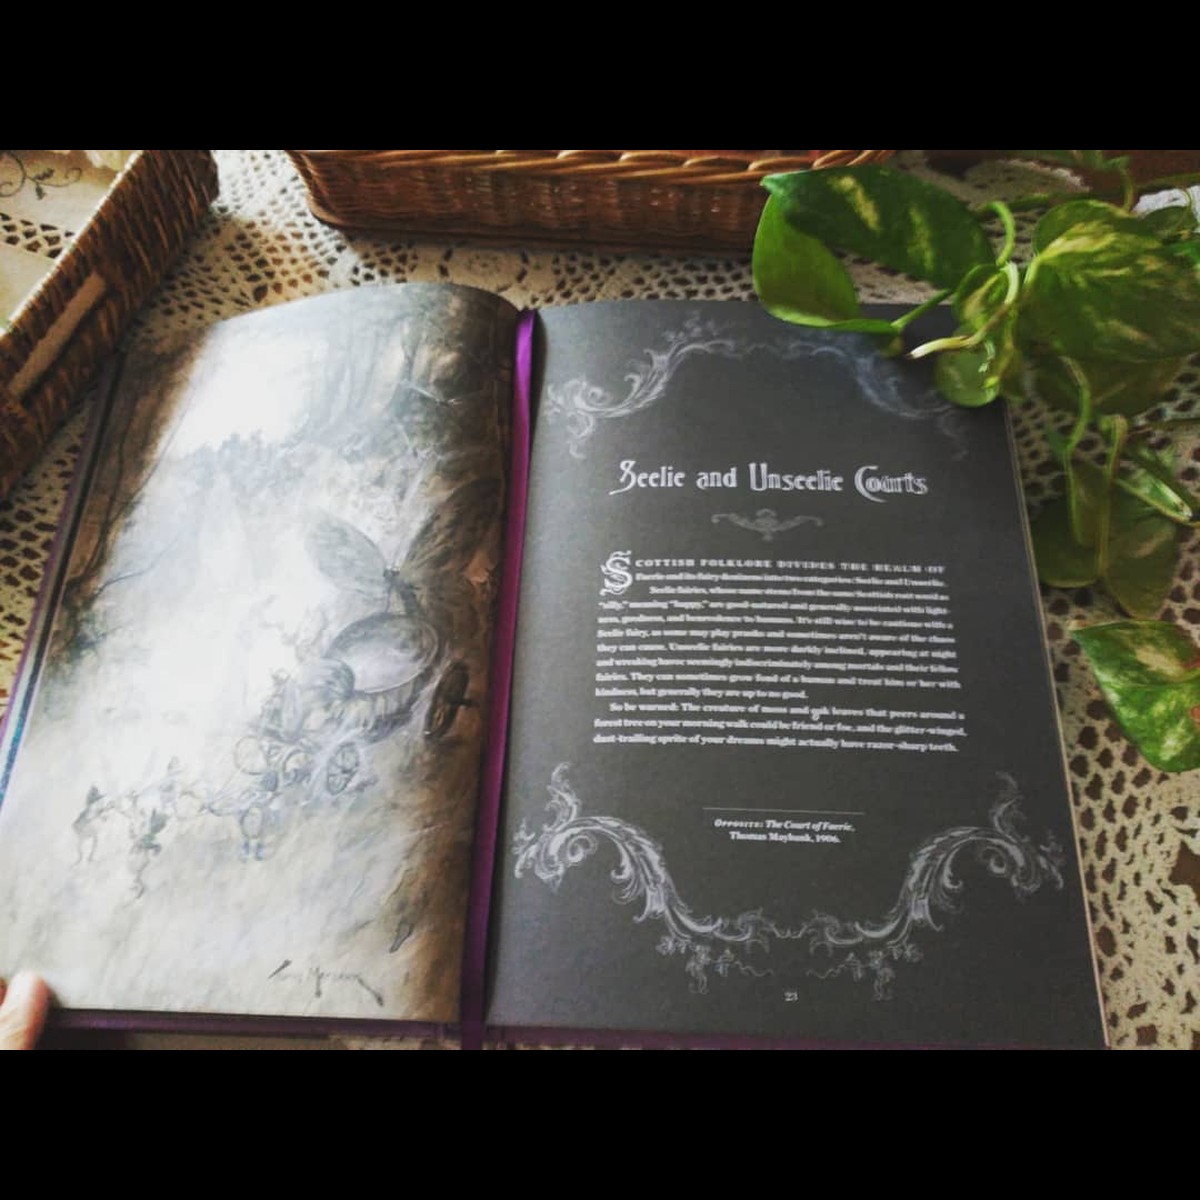 Seelie and Unseelie Courts
SCOTTISH FOLKLORE DIVIDES THE REALM OF
Faerie and its fairy denizens into two categories: Seelie and Unseelie.
Seelie fairies, whose name stems from the same Scottish root word as
"silly," meaning "happy," are good-natured and generally associated with light-
ness, goodness, and benevolence to humans. It's still wise to be cautious with a
Seelie fairy, as some may play pranks and sometimes aren't aware of the chaos
they can cause. Unseelie fairies are more darkly inclined, appearing at night
and wreaking havoc seemingly indiscriminately among mortals and their fellow
fairies. They can sometimes grow fond of a human and treat him or her with
kindness, but generally they are up to no good.
So be warned: The creature of moss and oak leaves that peers around a
forest tree on your morning walk could be friend or foe, and the glitter-winged,
dust-trailing sprite of your dreams might actually have razor-sharp teeth.
OPPOSITE: The Court of Faerie,
Thomas Maybank, 1906.
23